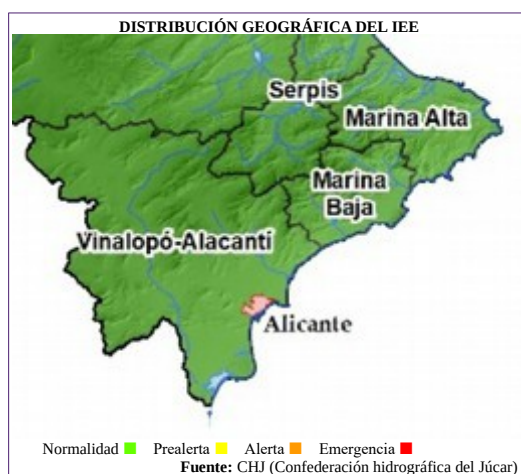 DISTRIBUCIÓN GEOGRÁFICA DEL IEE
Serpis
Marina Alta
Marina
Baja
Vinalopó-Alacantí
Alicante
Normalidad Prealerta Alerta Emergencia
Fuente: CHJ (Confederación hidrográfica del Júcar)